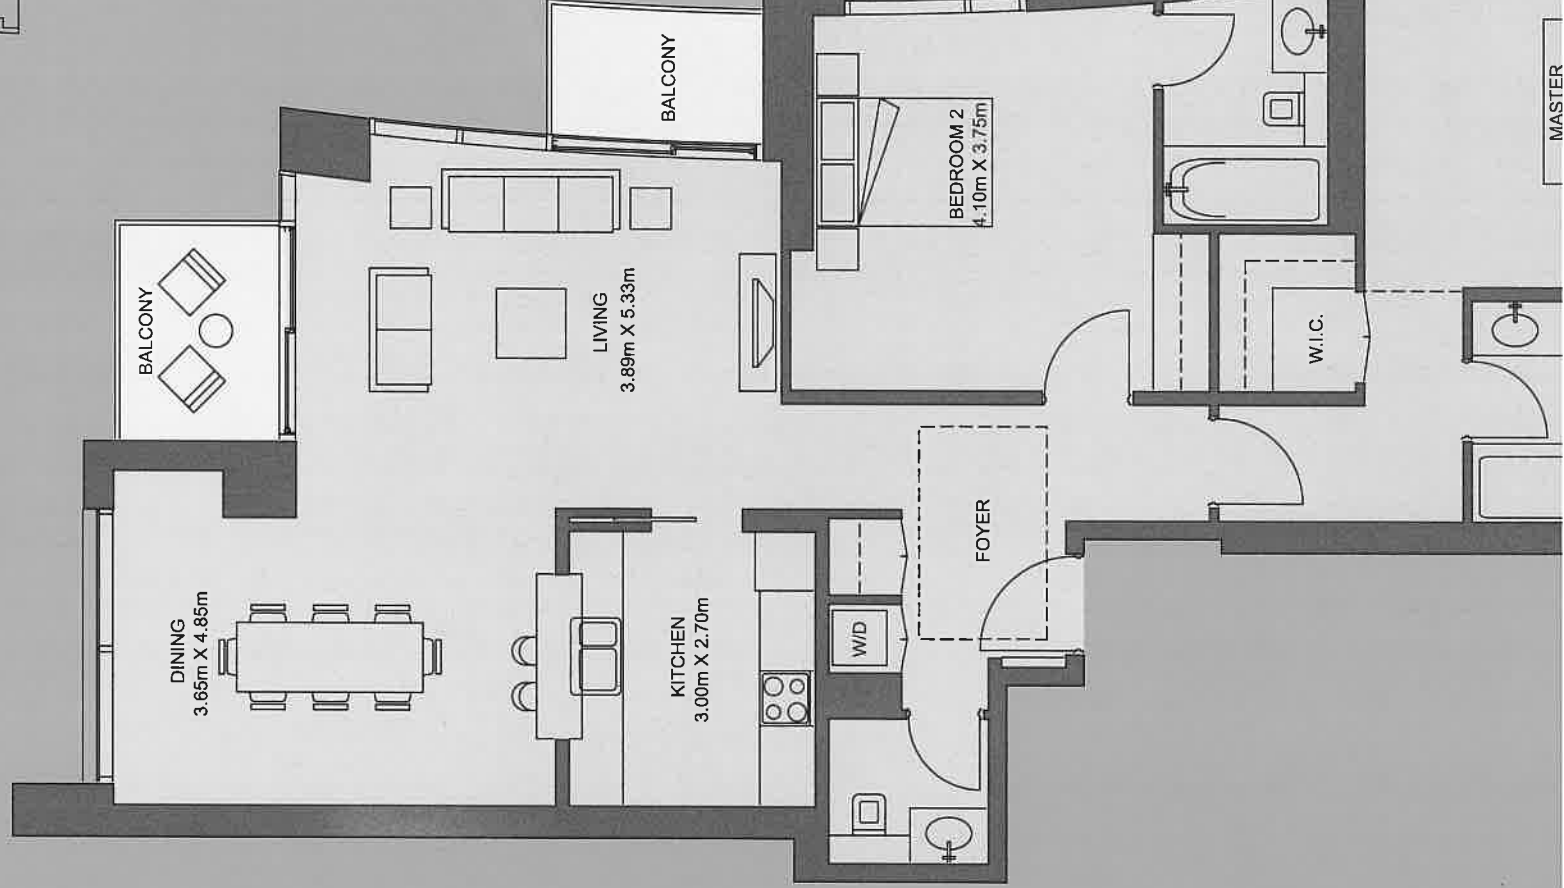 BALCONY
BALCONY
BEDROOM 2
4.10m X 3.75m
MASTER
LIVING
3.89m X 5.33m
W.I.C.
FOYER
DINING
3.65m X 4.85m
KITCHEN
3.00m X 2.70m
W/D